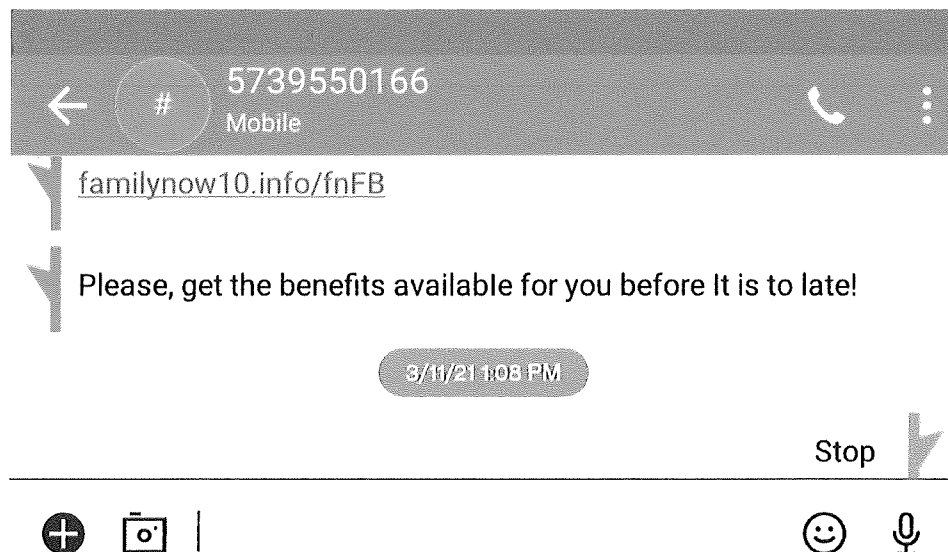 5739550166
#
Mobile
familynow10.info/fnFB
Please, get the benefits available for you before It is to late!
3/11/21 1:08 PM
Stop